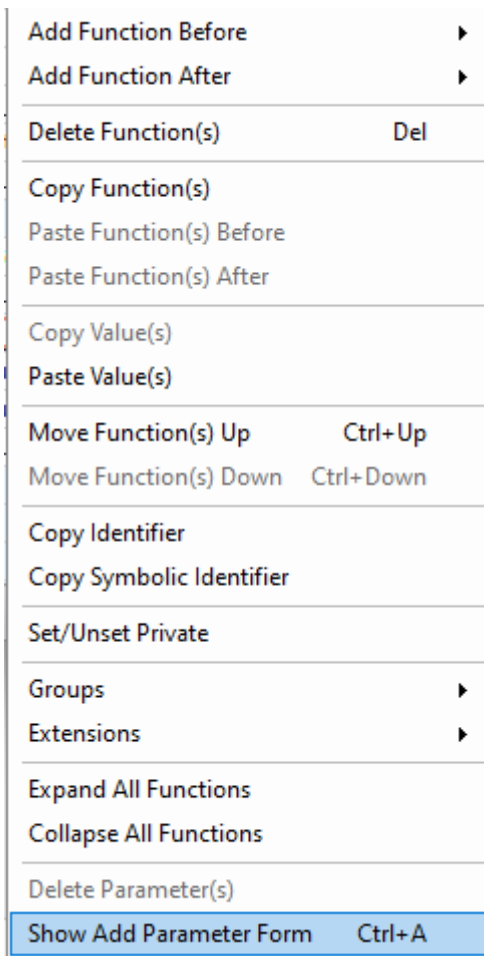 Add Function Before
Add Function After
Delete Function(s) Del
Copy Function(s)
Paste Function(s) Before
Paste Function(s) After
Copy Value(s)
Paste Value(s)
Move Function(s) Up Ctrl+Up
Move Function(s) Down Ctrl+Down
Copy Identifier
Copy Symbolic Identifier
Set/Unset Private
Groups
Extensions
Expand All Functions
Collapse All Functions
Delete Parameter(s)
Show Add Parameter Form Ctrl+A